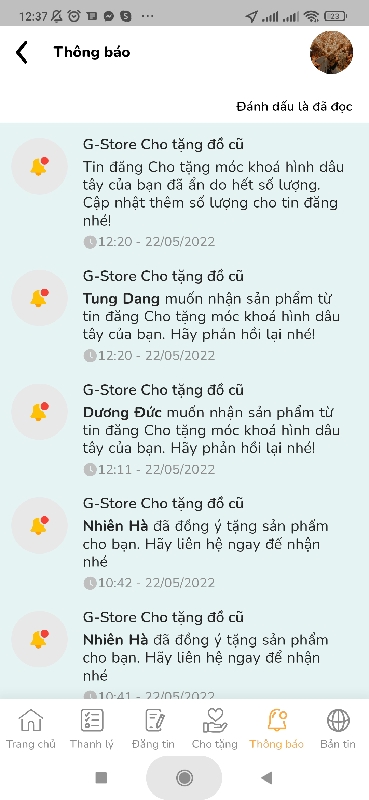 12:37
23
Thông báo
Đánh dấu là đã đọc
G-Store Cho tặng đồ cũ
Tin đăng Cho tặng móc khoá hình dâu
tây của bạn đã ẩn do hết số lượng.
Cập nhật thêm số lượng cho tin đăng
nhé!
12:20 - 22/05/2022
G-Store Cho tặng đồ cũ
Tung Dang muốn nhận sản phẩm từ
tin đăng Cho tặng móc khoá hình dâu
tây của bạn. Hãy phản hồi lại nhé!
12:20 - 22/05/2022
G-Store Cho tặng đồ cũ
Dương Đức muốn nhận sản phẩm từ
tin đăng Cho tặng móc khoá hình dâu
tây của bạn. Hãy phản hồi lại nhé!
12:11 - 22/05/2022
G-Store Cho tặng đồ cũ
Nhiên Hà đã đồng ý tặng sản phẩm
cho bạn. Hãy liên hệ ngay để nhận
nhé
10:42 - 22/05/2022
G-Store Cho tặng đồ cũ
Nhiên Hà đã đồng ý tặng sản phẩm
cho bạn. Hãy liên hệ ngay để nhận
nhé
10:41 - 22/05/2022
Trang chủ Thanh lý Đăng tin Cho tặng Thông báo Bản tin